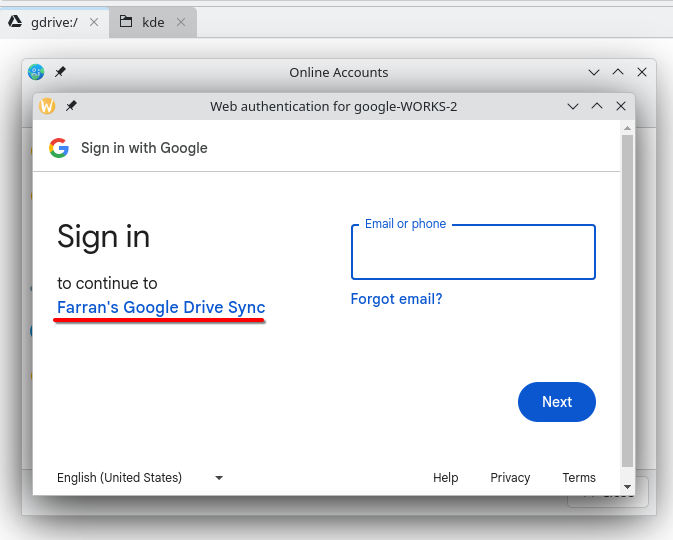 gdrive:/
kde
Online Accounts
W
Web authentication for google-WORKS-2
G
Sign in with Google
Sign in
to continue to
Farran's Google Drive Sync
Email or phone
Forgot email?
Next
English (United States)
Help
Privacy
Terms